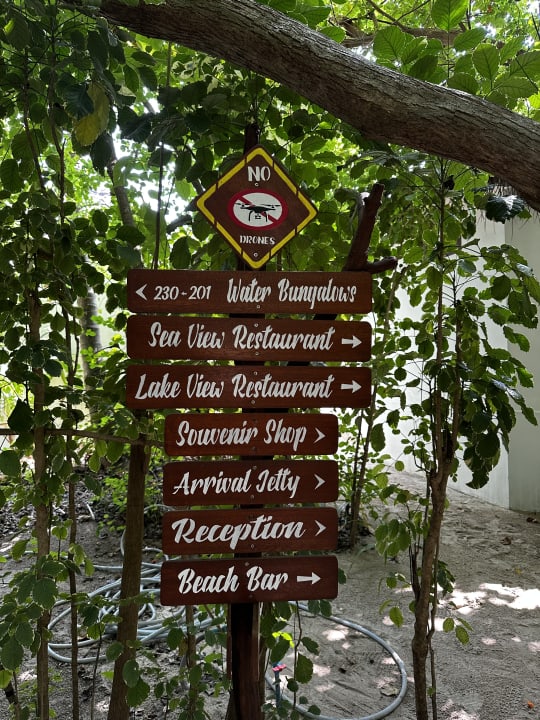 NO
DRONES
< 230-201 Water Bungalows
Sea View Restaurant →
Lake View Restaurant →
Souvenir Shop >
Arrival Jetty >
Reception >
Beach Bar →